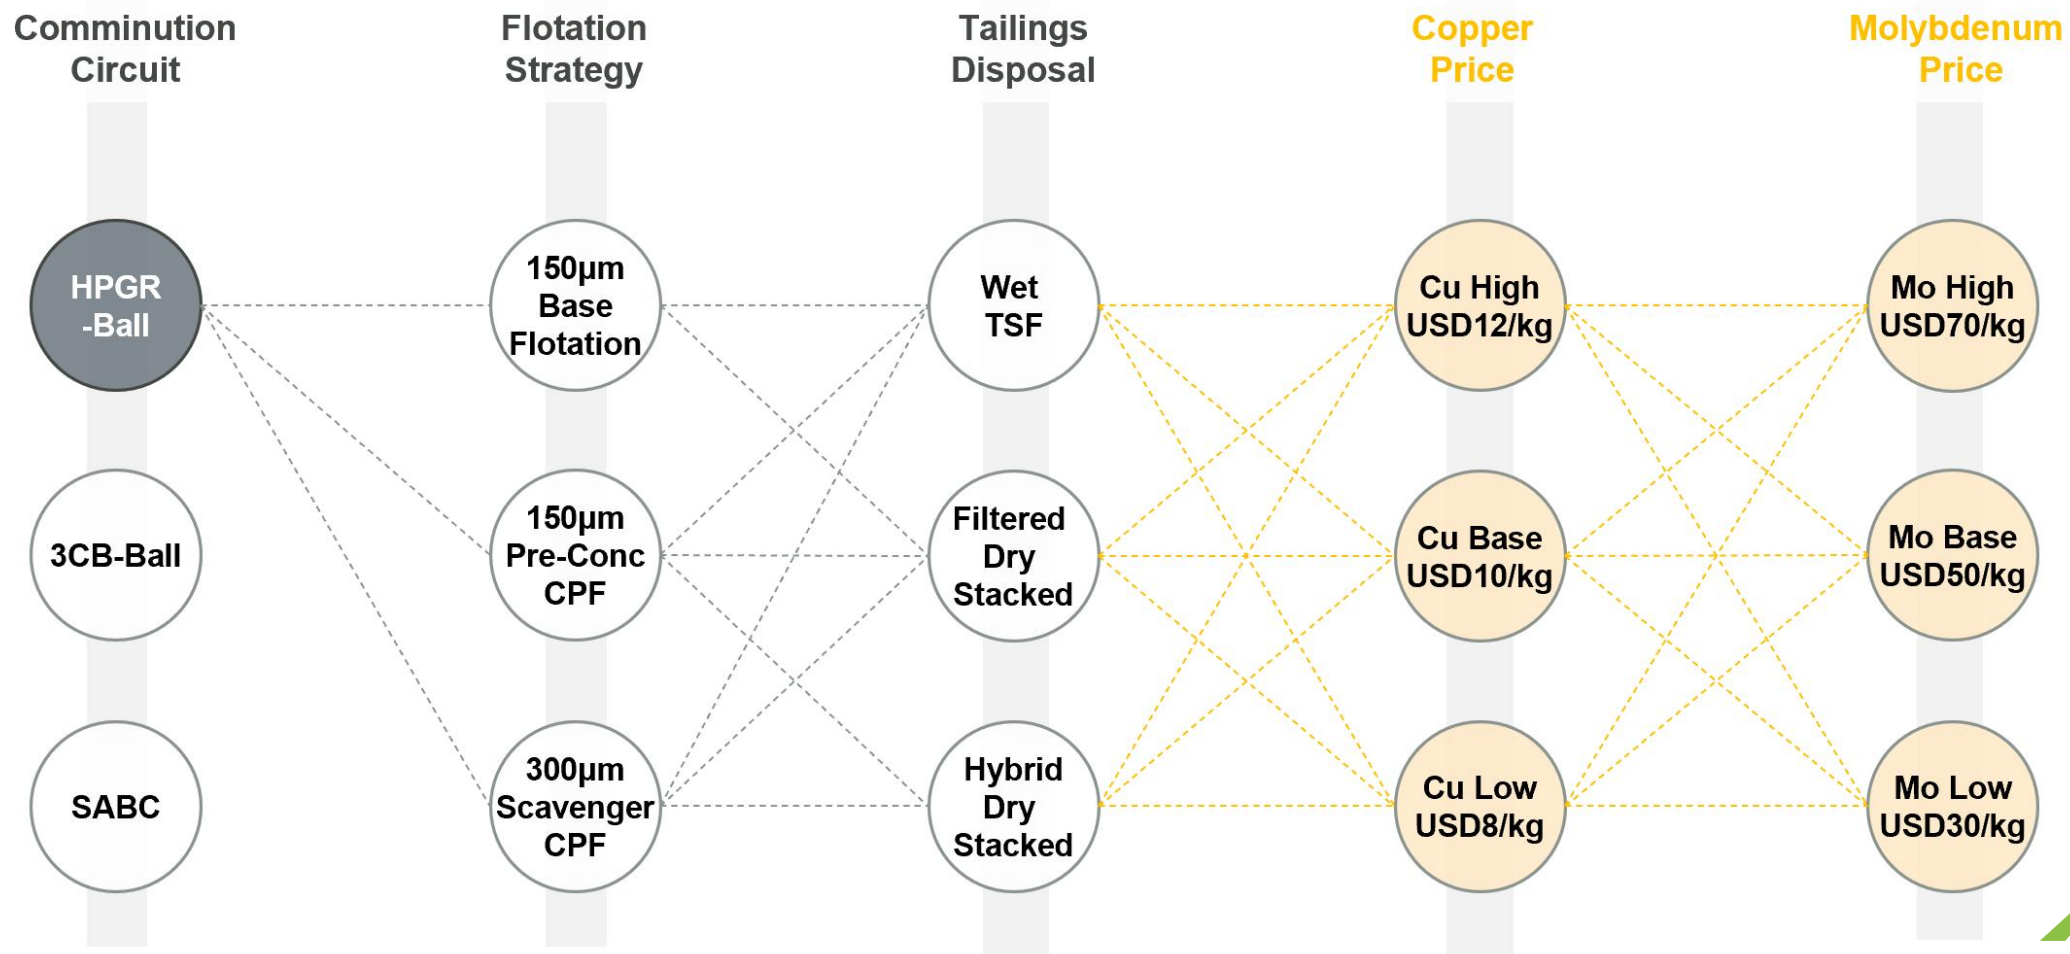 Comminution
Circuit
Flotation
Strategy
Tailings
Disposal
Copper
Price
Molybdenum
Price
HPGR
-Ball
150µm
Base
Flotation
Wet
TSF
Cu High
USD12/kg
Mo High
USD70/kg
3CB-Ball
150µm
Pre-Conc
CPF
Filtered
Dry
Stacked
Cu Base
USD10/kg
Mo Base
USD50/kg
SABC
300µm
Scavenger
CPF
Hybrid
Dry
Stacked
Cu Low
USD8/kg
Mo Low
USD30/kg